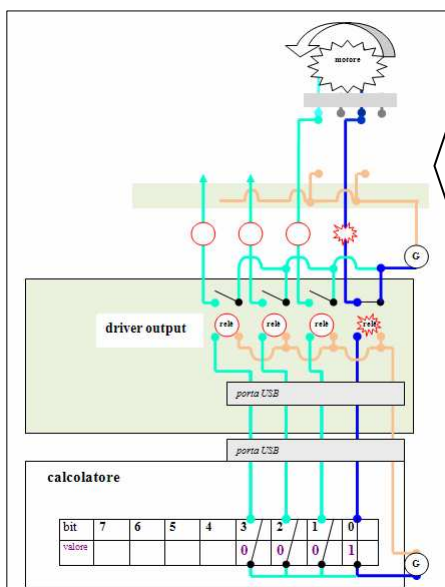 motore
G
driver output
relè relè relè relè
porta USB
porta USB
calcolatore
bit 7 6 5 4 3 2 1 0
valore 0 0 0 1
G